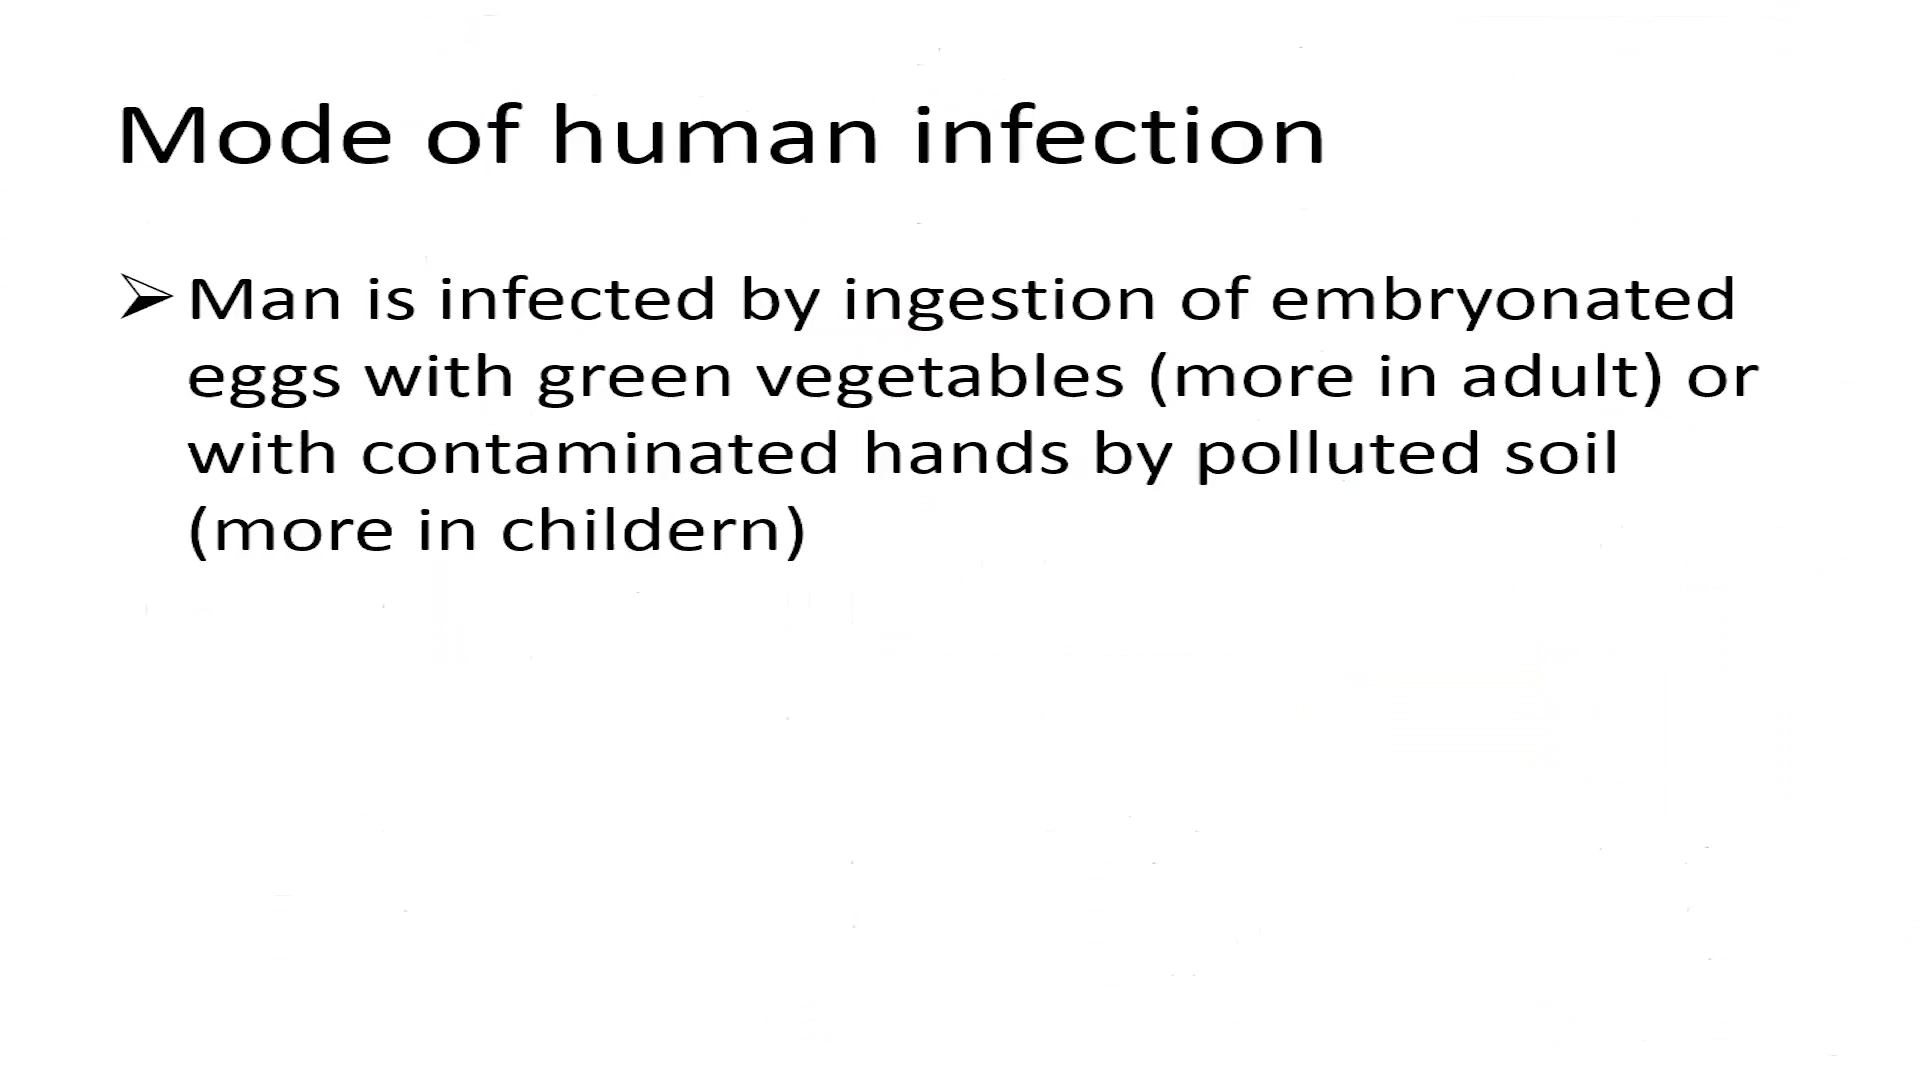 Mode of human infection
➢Man is infected by ingestion of embryonated
eggs with green vegetables (more in adult) or
with contaminated hands by polluted soil
(more in childern)